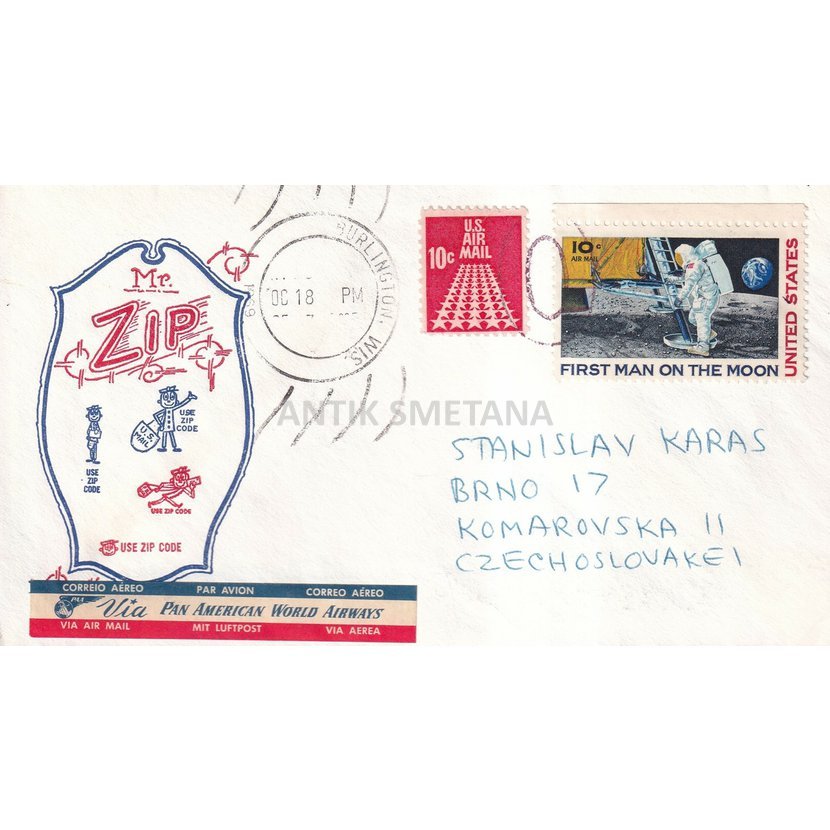 Mr.
ZIP
USE
ZIP
CODE
U.S.
MAIL
USE
ZIP
CODE
USE ZIP CODE
USE ZIP CODE
BURLINGTON, WIS.
OC 18 PM
U.S.
AIR
MAIL
10c
10c
AIR MAIL
UNITED STATES
FIRST MAN ON THE MOON
ANTIK SMETANA
STANISLAV KARAS
BRNO 17
KOMAROVSKA 11
CZECHOSLOVAKEI
CORREIO AÉREO PAR AVION CORREO AÉREO
PAA Via PAN AMERICAN WORLD AIRWAYS
VIA AIR MAIL MIT LUFTPOST VIA AEREA